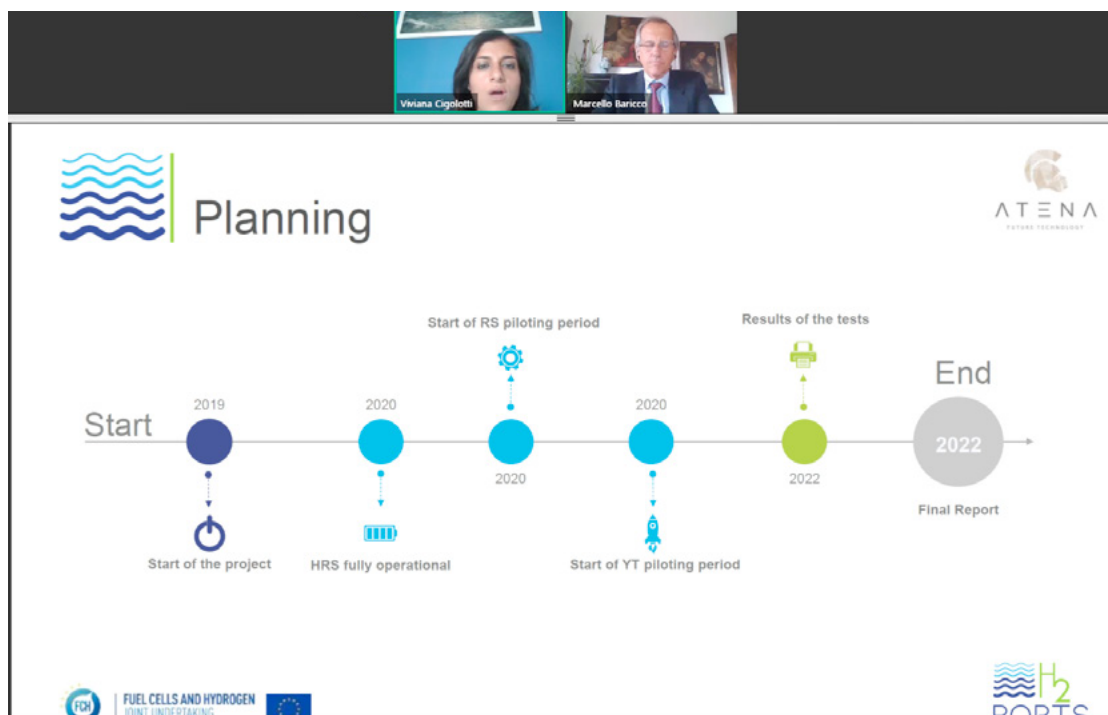 Viviana Cigolotti
Marcello Baricco
Planning
ATENA
FUTURE TECHNOLOGY
Start of RS piloting period
Results of the tests
End
Start
2019
2020
2020
2020
2022
2022
Final Report
Start of the project
HRS fully operational
Start of YT piloting period
FCH
FUEL CELLS AND HYDROGEN
JOINT UNDERTAKING
H2
PORTS